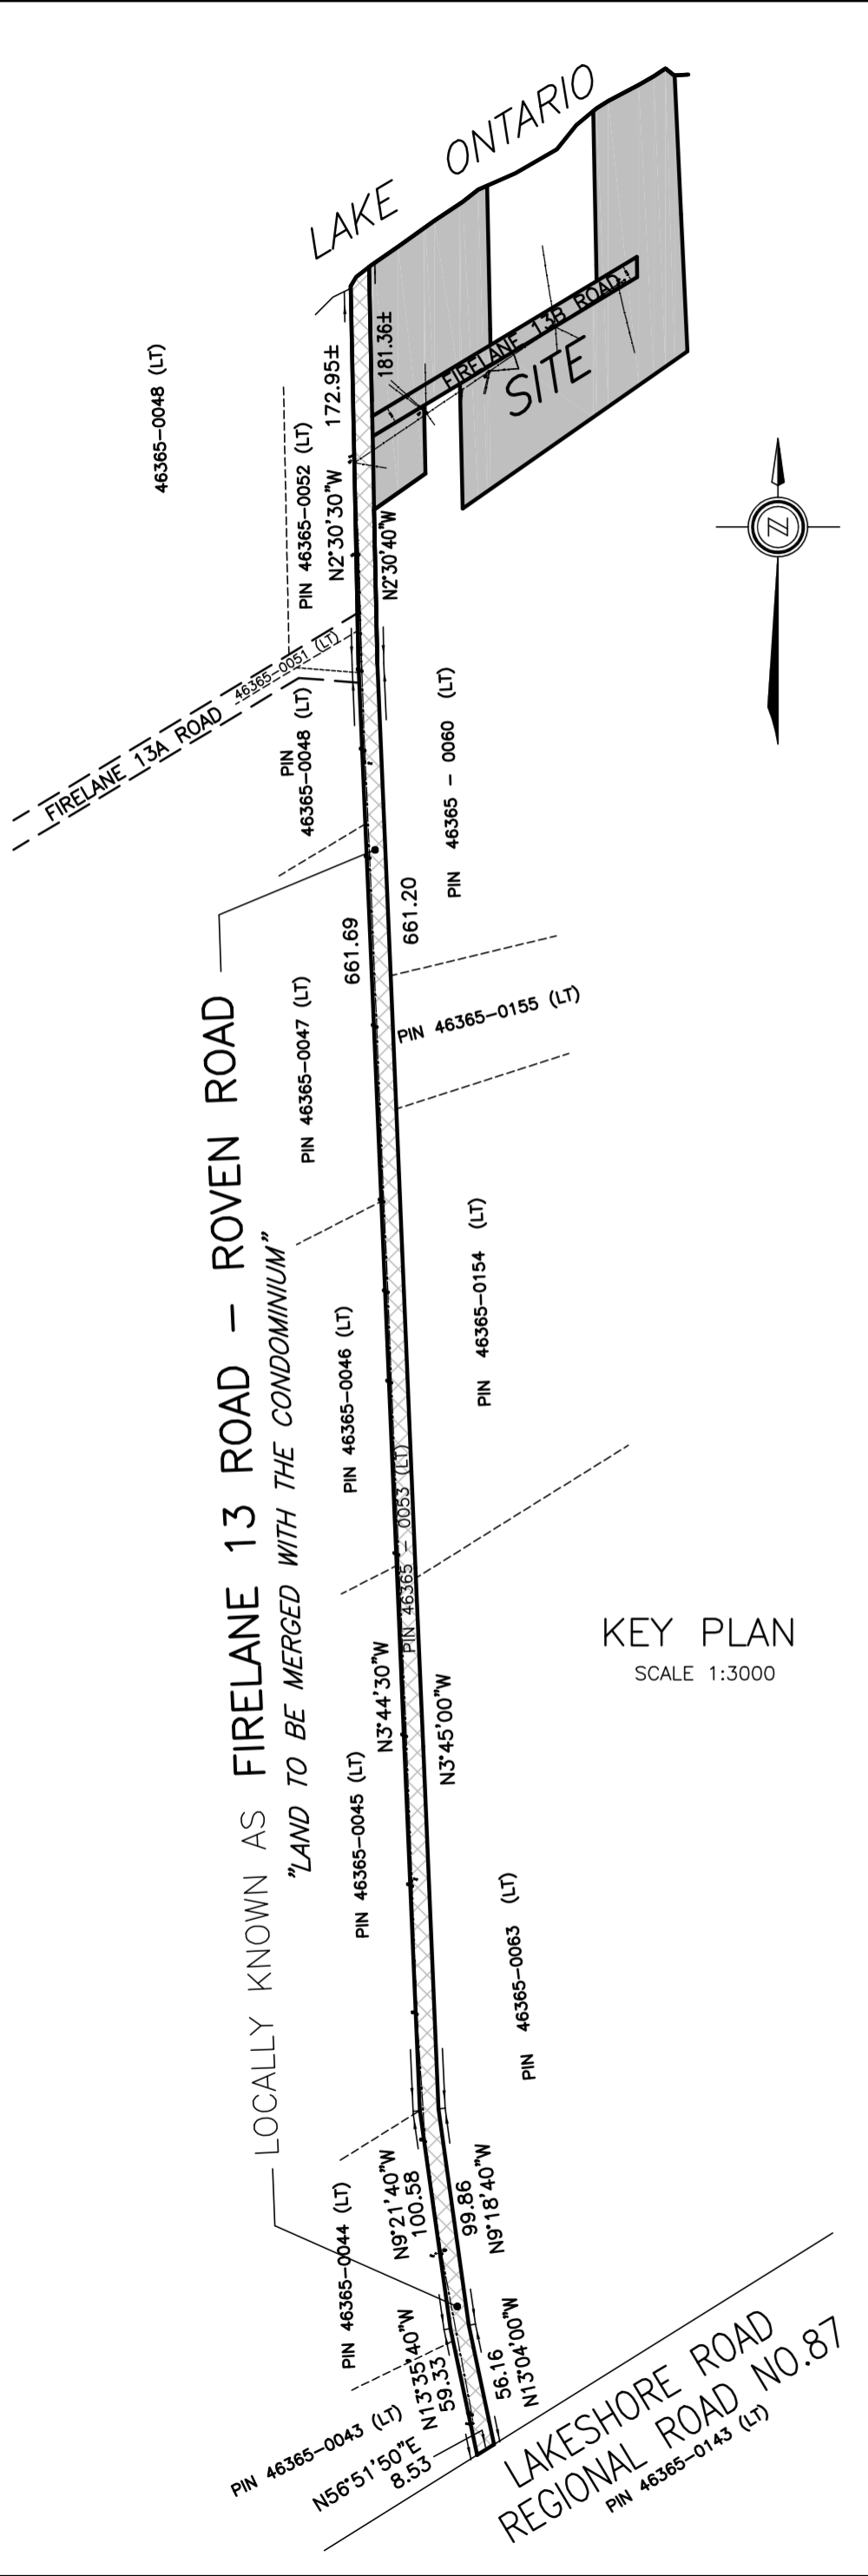 LAKE ONTARIO
46365-0048 (LT)
172.95±
181.36±
FIRELANE 13B ROAD
SITE
PIN 46365-0052 (LT)
N2°30'30"W
N2°30'40"W
Z
FIRELANE 13A ROAD
46365-0051 (LT)
PIN
46365-0048 (LT)
PIN 46365 - 0060 (LT)
661.69
661.20
PIN 46365-0047 (LT)
PIN 46365-0155 (LT)
LOCALLY KNOWN AS FIRELANE 13 ROAD - ROVEN ROAD
"LAND TO BE MERGED WITH THE CONDOMINIUM"
PIN 46365-0046 (LT)
PIN 46365-0154 (LT)
PIN 46365 - 0053 (LT)
KEY PLAN
SCALE 1:3000
N3°44'30"W
N3°45'00"W
PIN 46365-0045 (LT)
PIN 46365-0063 (LT)
N9°21'40"W
100.58
99.86
N9°18'40"W
PIN 46365-0044 (LT)
N13°35'40"W
59.33
56.16
N13°04'00"W
PIN 46365-0043 (LT)
N56°51'50"E
8.53
LAKESHORE ROAD
REGIONAL ROAD NO.87
PIN 46365-0143 (LT)